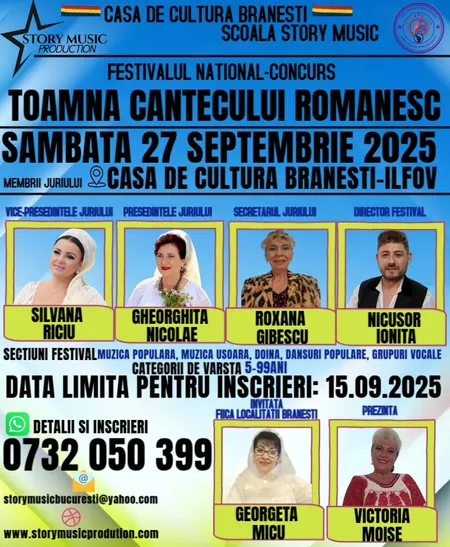 CASA DE CULTURA BRANESTI
SCOALA STORY MUSIC
STORY MUSIC
PRODUCTION
FESTIVALUL NATIONAL-CONCURS
TOAMNA CANTECULUI ROMANESC
SAMBATA 27 SEPTEMBRIE 2025
MEMBRII JURIULUI CASA DE CULTURA BRANESTI-ILFOV
VICE-PRESEDINTELE JURIULUI
PRESEDINTELE JURIULUI
SECRETARUL JURIULUI
DIRECTOR FESTIVAL
SILVANA
RICIU
GHEORGHITA
NICOLAE
ROXANA
GIBESCU
NICUSOR
IONITA
SECTIUNI FESTIVAL MUZICA POPULARA, MUZICA USOARA, DOINA, DANSURI POPULARE, GRUPURI VOCALE
CATEGORII DE VARSTA 5-99ANI
DATA LIMITA PENTRU INSCRIERI: 15.09.2025
DETALII SI INSCRIERI
0732 050 399
storymusicbucuresti@yahoo.com
www.storymusicprodution.com
INVITATA
FIICA LOCALITATII BRANESTI
PREZINTA
GEORGETA
MICU
VICTORIA
MOISE